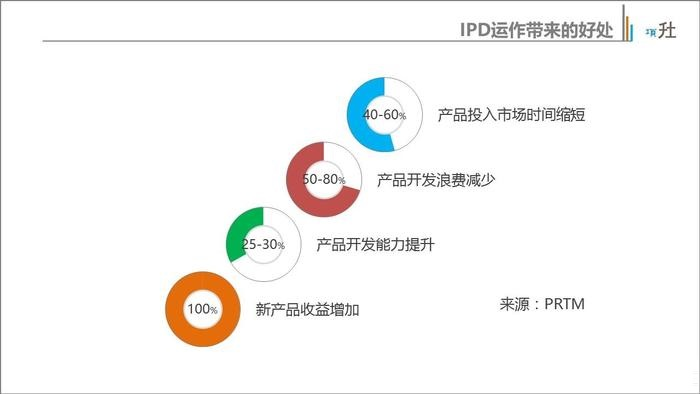 IPD运作带来的好处
项升
40-60%
产品投入市场时间缩短
50-80%
产品开发浪费减少
25-30%
产品开发能力提升
100%
新产品收益增加
来源：PRTM